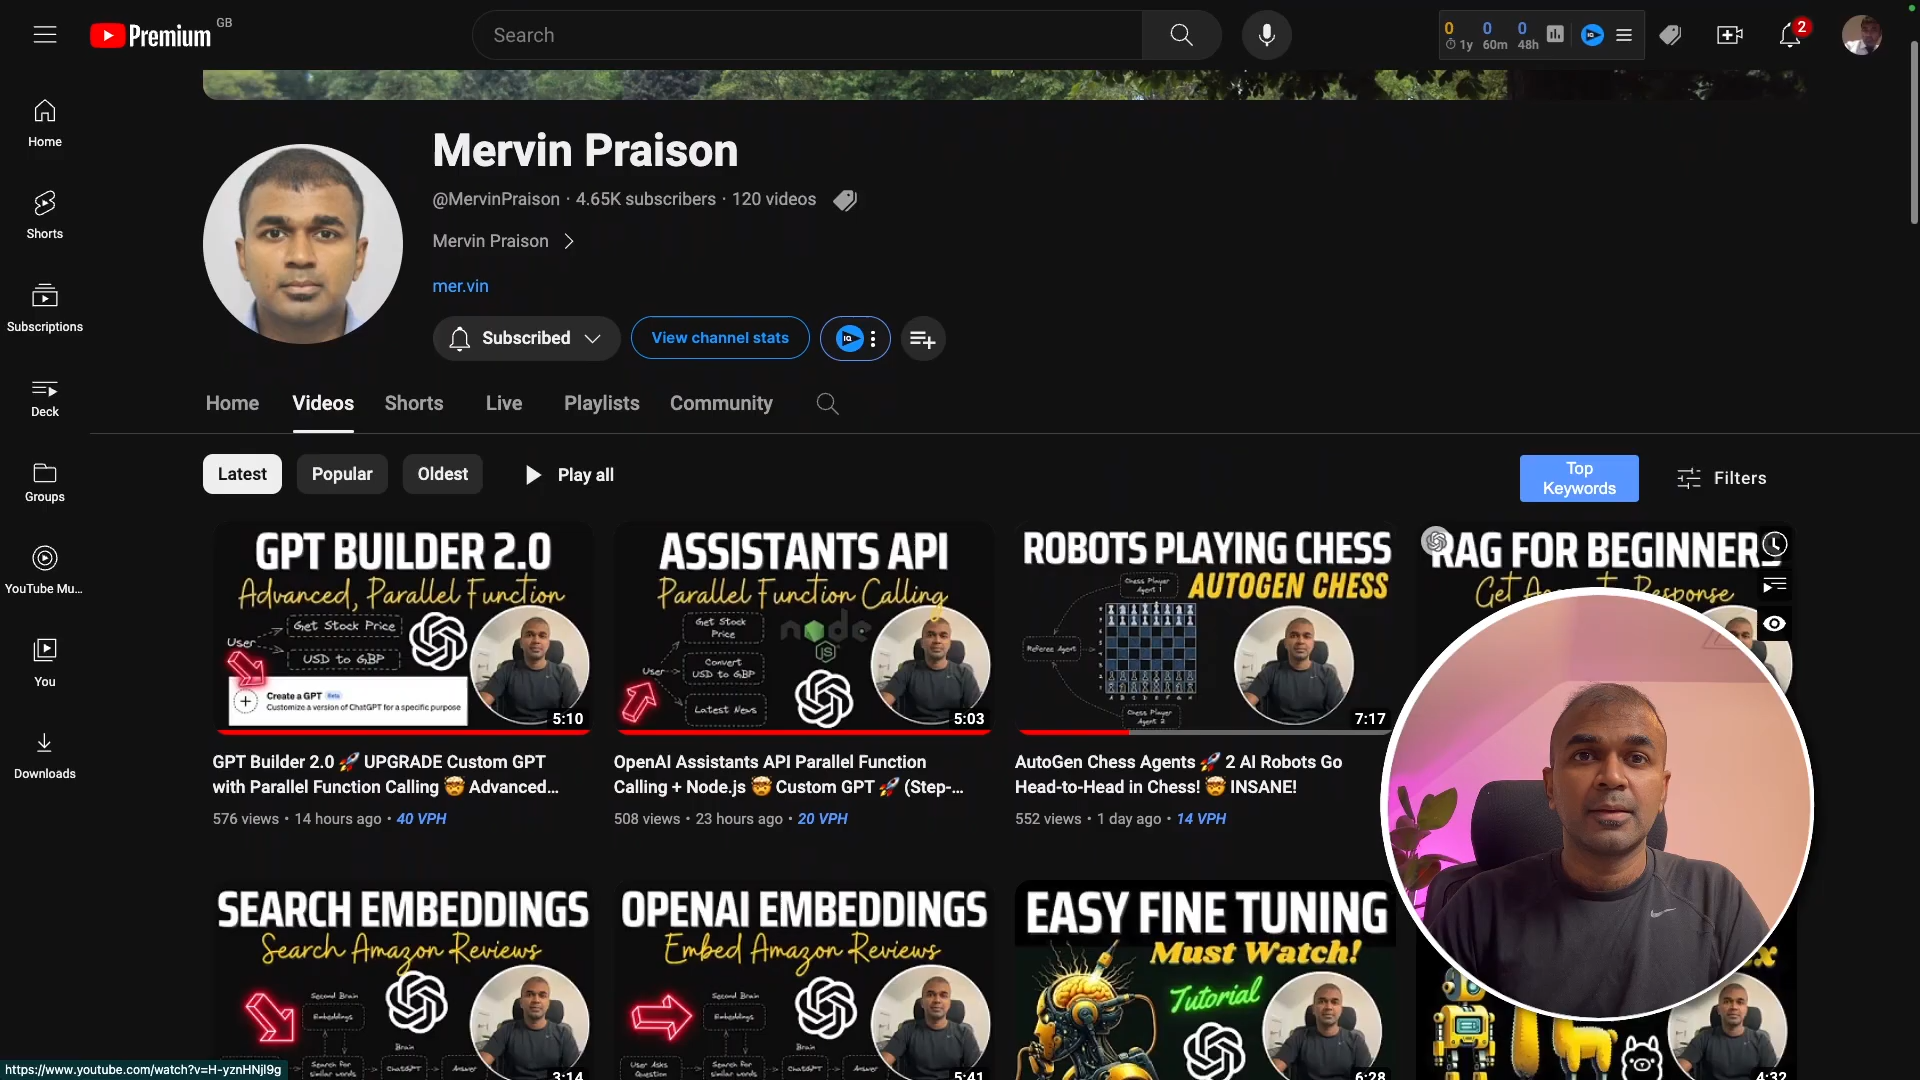 Premium
GB
Search
0 0 0
1y 60m 48h
2
Home
Shorts
Subscriptions
Deck
Groups
YouTube Mu...
You
Downloads
Mervin Praison
@MervinPraison · 4.65K subscribers · 120 videos
Mervin Praison
mer.vin
Subscribed
View channel stats
IQ
Home Videos Shorts Live Playlists Community
Latest Popular Oldest Play all
Top
Keywords
Filters
GPT BUILDER 2.0
Advanced, Parallel Function
User
Get Stock Price
USD to GBP
Create a GPT Beta
Customize a version of ChatGPT for a specific purpose
5:10
GPT Builder 2.0 🚀 UPGRADE Custom GPT
with Parallel Function Calling 🤯 Advanced...
576 views • 14 hours ago • 40 VPH
ASSISTANTS API
Parallel Function Calling
Get Stock
Price
User
Convert
USD to GBP
Latest News
node
JS
5:03
OpenAI Assistants API Parallel Function
Calling + Node.js 🤯 Custom GPT 🚀 (Step-...
508 views • 23 hours ago • 20 VPH
ROBOTS PLAYING CHESS
AUTOGEN CHESS
Chess Player
Agent 1
Referee Agent
Chess Player
Agent 2
7:17
AutoGen Chess Agents 🚀 2 AI Robots Go
Head-to-Head in Chess! 🤯 INSANE!
552 views • 1 day ago • 14 VPH
RAG FOR BEGINNERS
Get Response
SEARCH EMBEDDINGS
Search Amazon Reviews
Second Brain
Embeddings
Brain
Search for
similar words
ChatGPT
Answer
3:14
OPENAI EMBEDDINGS
Embed Amazon Reviews
Second Brain
Embeddings
Brain
User Asks
Question
Search for
similar words
ChatGPT
Answer
5:41
EASY FINE TUNING
Must Watch!
Tutorial
6:28
4:32
https://www.youtube.com/watch?v=H-yznHNjI9g